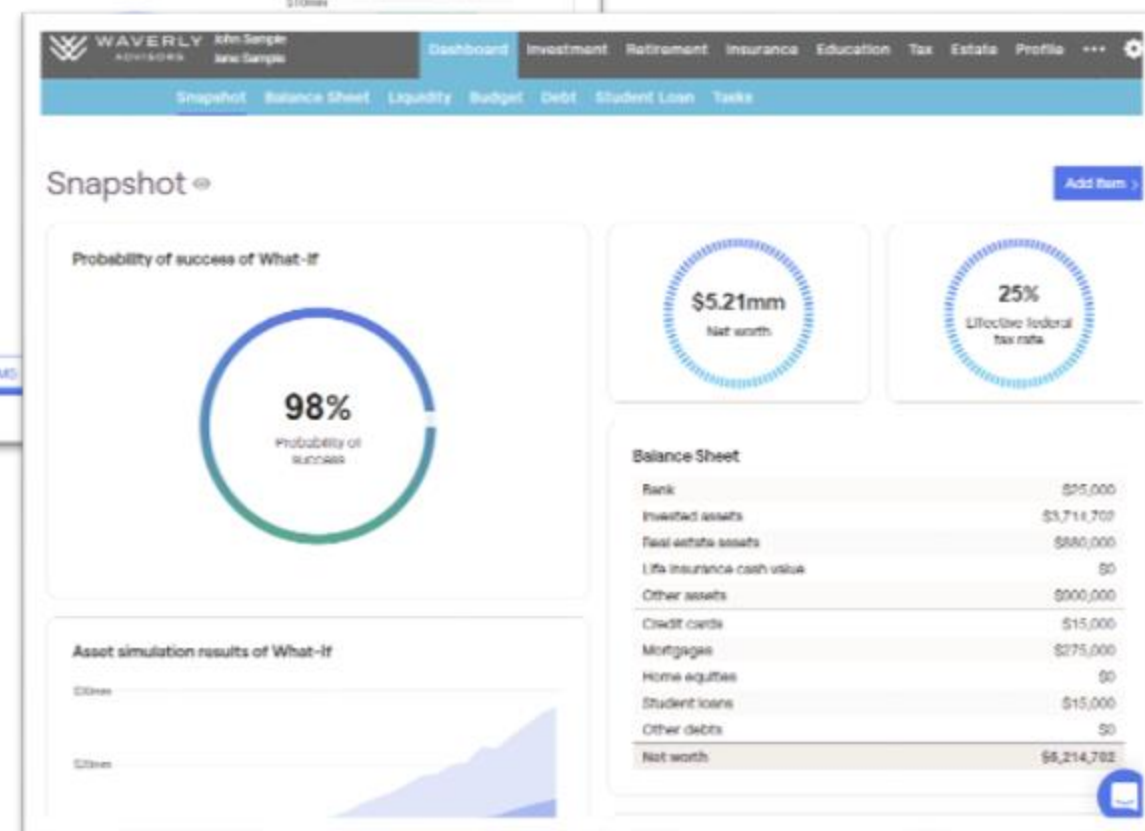 $10mm
WAVERLY
ADVISORS
John Sample
Jane Sample
Dashboard Investment Retirement Insurance Education Tax Estate Profile •••
Snapshot Balance Sheet Liquidity Budget Debt Student Loan Tasks
Snapshot
Add Item >
Probability of success of What-If
98%
Probability of
success
$5.21mm
Net worth
25%
Effective federal
tax rate
Balance Sheet
Bank $25,000
Invested assets $3,714,702
Real estate assets $880,000
Life insurance cash value $0
Other assets $900,000
Credit cards $15,000
Mortgages $275,000
Home equities $0
Student loans $15,000
Other debts $0
Net worth $5,214,702
Asset simulation results of What-If
$30mm
$20mm